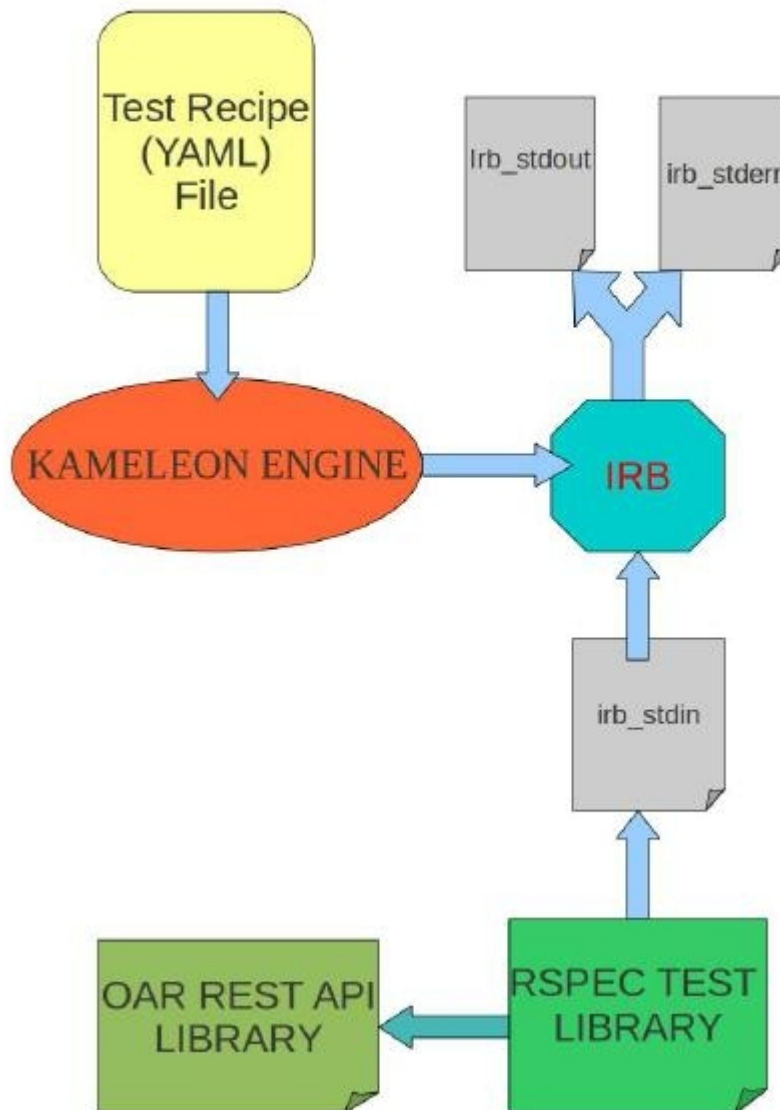 Test Recipe
(YAML)
File
Irb_stdout
irb_stderr
KAMELEON ENGINE
IRB
irb_stdin
OAR REST API
LIBRARY
RSPEC TEST
LIBRARY